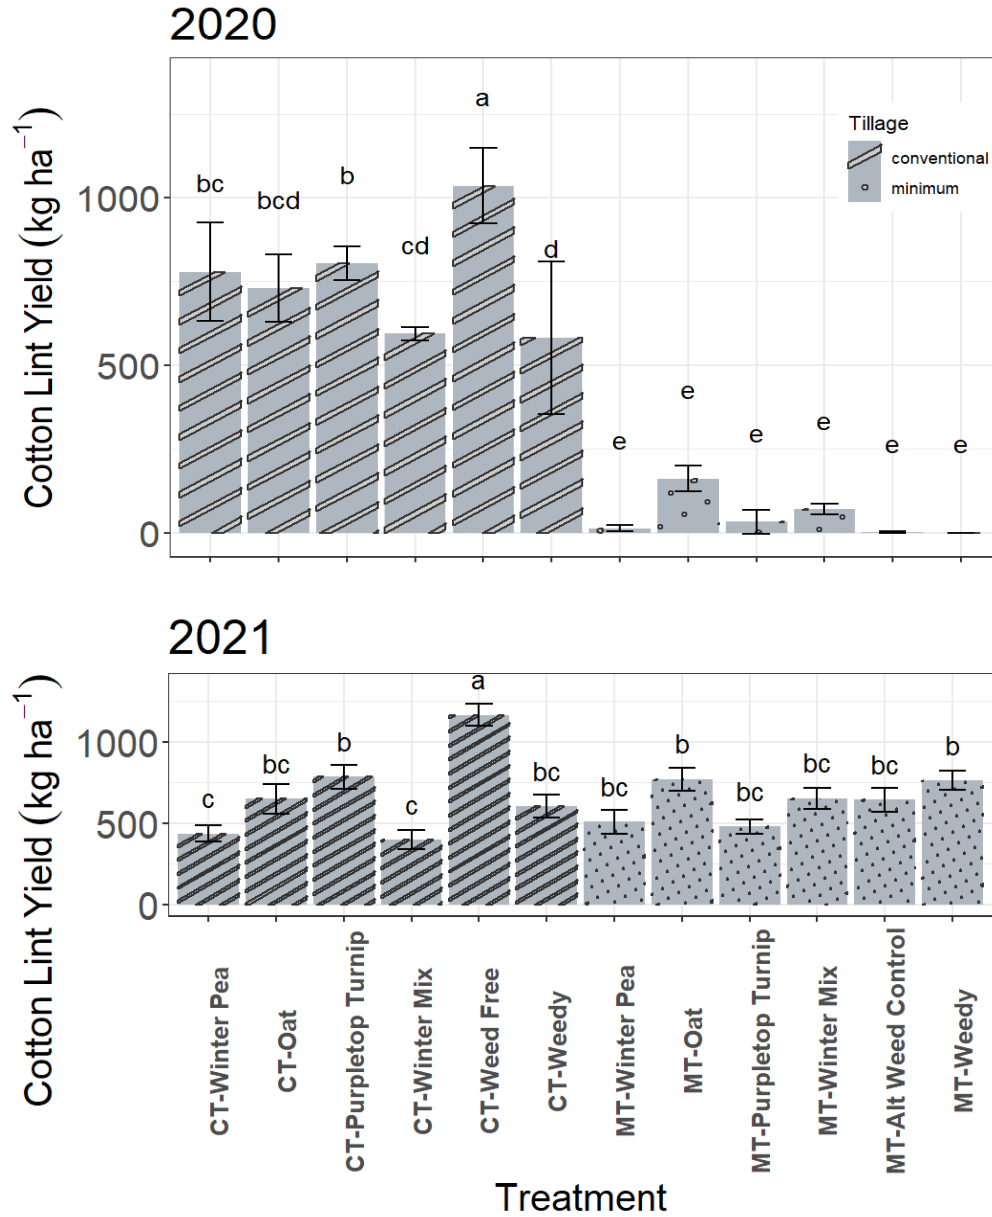 2020
Cotton Lint Yield (kg ha⁻¹)
1000
500
0
bc
bcd
b
cd
a
d
e
e
e
e
e
e
Tillage
conventional
minimum
2021
Cotton Lint Yield (kg ha⁻¹)
1000
500
0
c
bc
b
c
a
bc
bc
b
bc
bc
bc
b
CT-Winter Pea
CT-Oat
CT-Purpletop Turnip
CT-Winter Mix
CT-Weed Free
CT-Weedy
MT-Winter Pea
MT-Oat
MT-Purpletop Turnip
MT-Winter Mix
MT-Alt Weed Control
MT-Weedy
Treatment